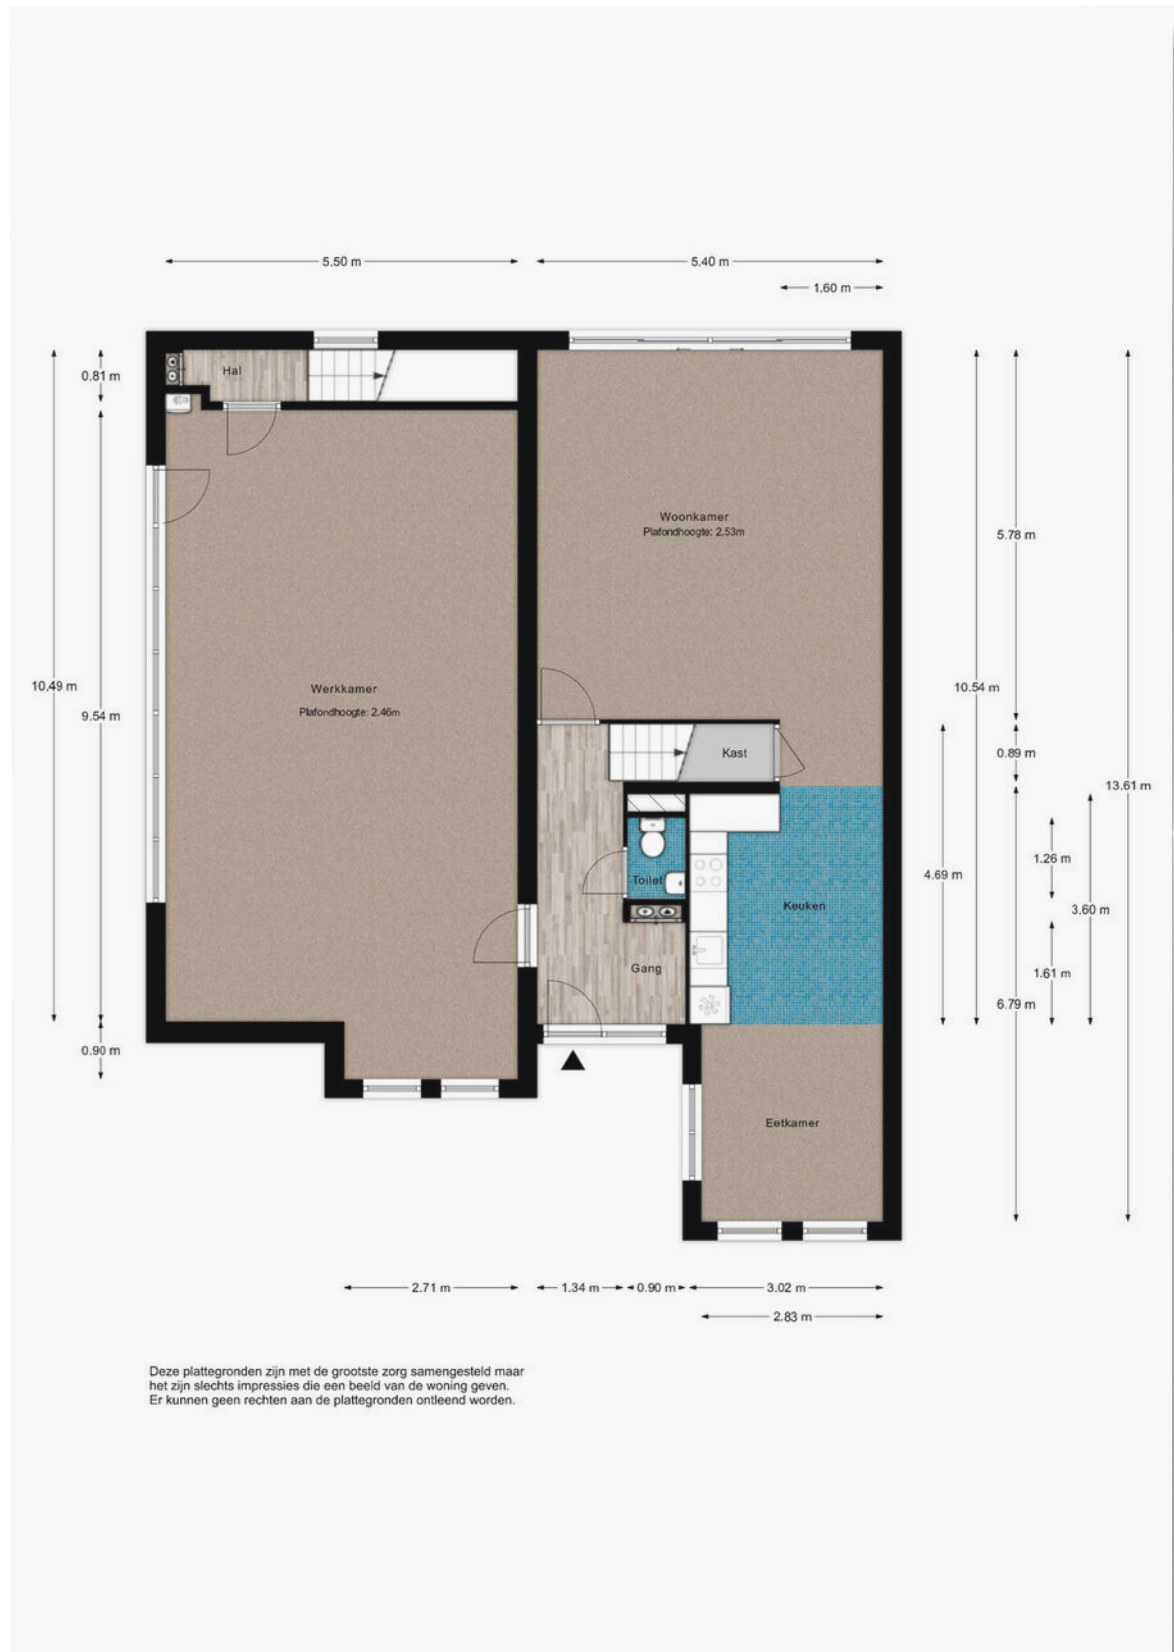 5.50 m
5.40 m
1.60 m
0.81 m
Hal
Woonkamer
Plafondhoogte: 2.53m
5.78 m
10.49 m
Werkkamer
Plafondhoogte: 2.46m
9.54 m
10.54 m
Kast
0.89 m
13.61 m
4.69 m
1.26 m
Toilet
Keuken
3.60 m
Gang
1.61 m
6.79 m
0.90 m
Eetkamer
2.71 m
1.34 m
0.90 m
3.02 m
2.83 m
Deze plattegronden zijn met de grootste zorg samengesteld maar
het zijn slechts impressies die een beeld van de woning geven.
Er kunnen geen rechten aan de plattegronden ontleend worden.